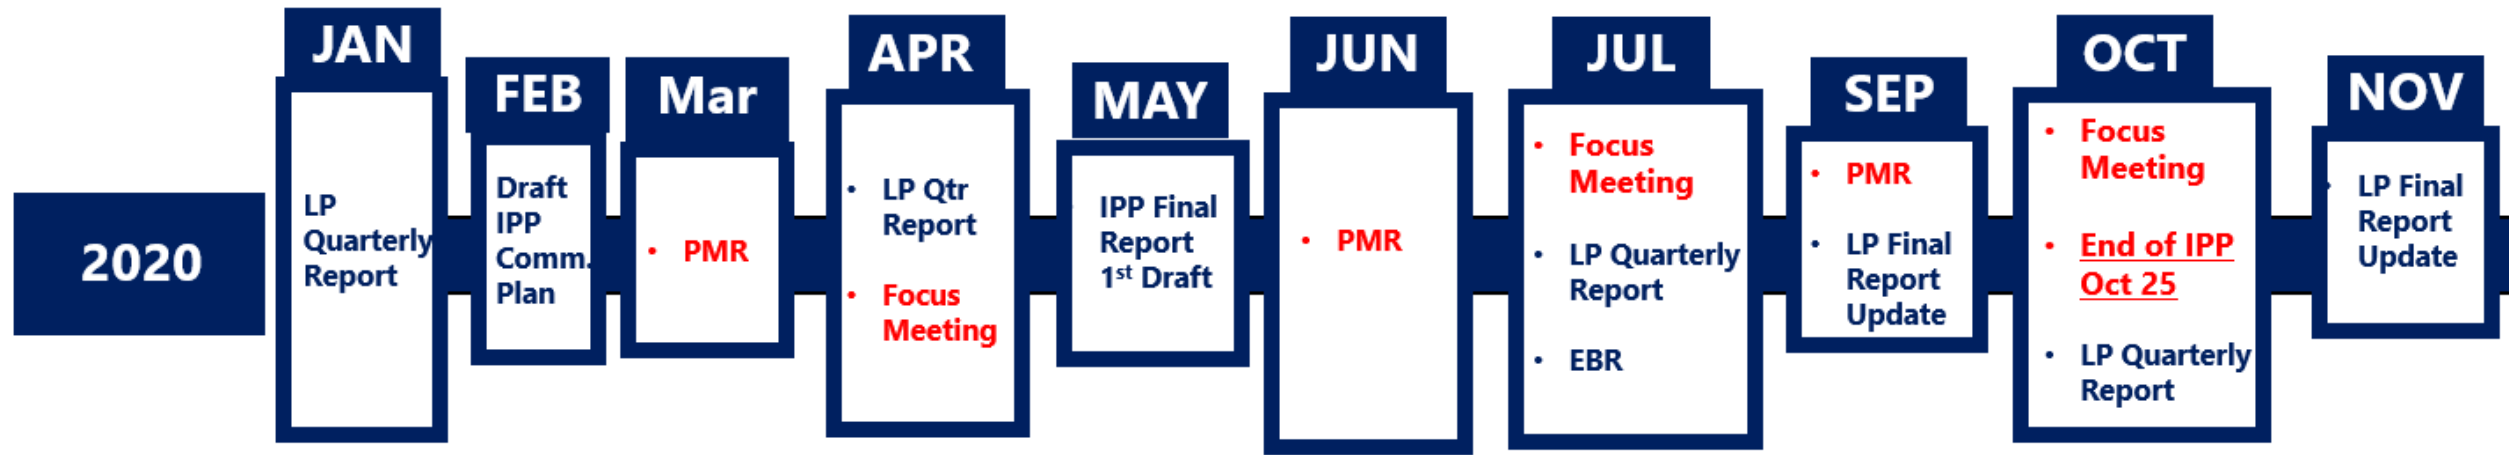 2020
JAN
LP
Quarterly
Report
FEB
Draft
IPP
Comm.
Plan
Mar
• PMR
APR
• LP Qtr
Report
• Focus
Meeting
MAY
IPP Final
Report
1st Draft
JUN
• PMR
JUL
• Focus
Meeting
• LP Quarterly
Report
• EBR
SEP
• PMR
• LP Final
Report
Update
OCT
• Focus
Meeting
• End of IPP
Oct 25
• LP Quarterly
Report
NOV
• LP Final
Report
Update